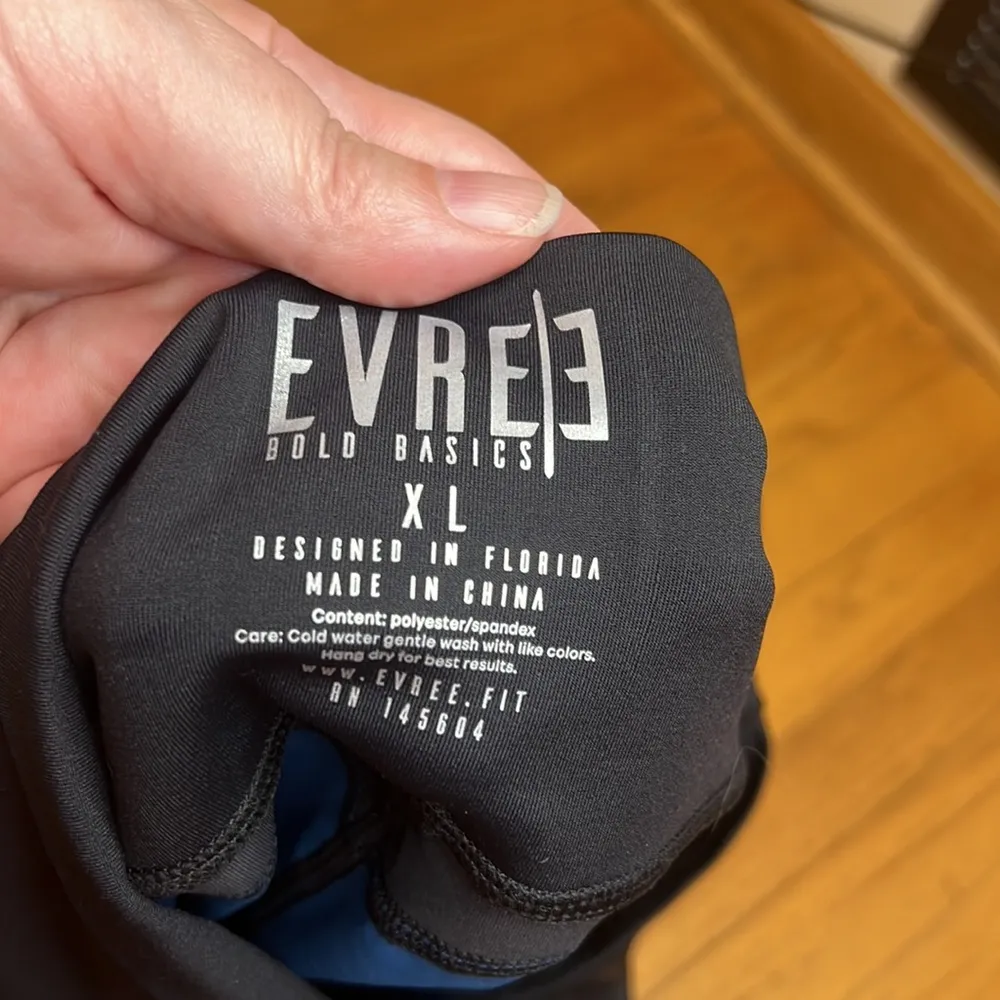 EVREE
BOLD BASICS
XL
DESIGNED IN FLORIDA
MADE IN CHINA
Content: polyester/spandex
Care: Cold water gentle wash with like colors.
Hang dry for best results.
WWW.EVREE.FIT
RN 145604